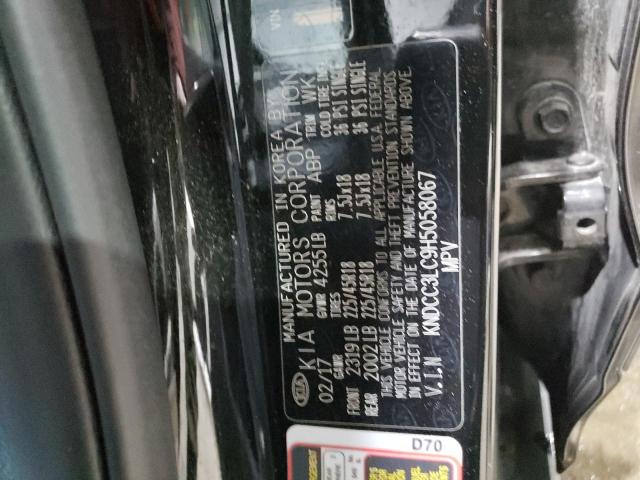 VIN
MANUFACTURED IN KOREA BY
KIA KIA MOTORS CORPORATION
02/17 GVWR 4255LB PAINT ABP TRIM WK
GAWR TIRES RIMS COLD TIRE
FRONT 2319LB 225/45R18 7.5Jx18 36 PSI SINGLE
REAR 2002LB 225/45R18 7.5Jx18 36 PSI SINGLE
THIS VEHICLE CONFORMS TO ALL APPLICABLE U.S.A. FEDERAL
MOTOR VEHICLE SAFETY AND THEFT PREVENTION STANDARDS
IN EFFECT ON THE DATE OF MANUFACTURE SHOWN ABOVE.
V.I.N KNDCC3LC9H5058067
MPV
D70